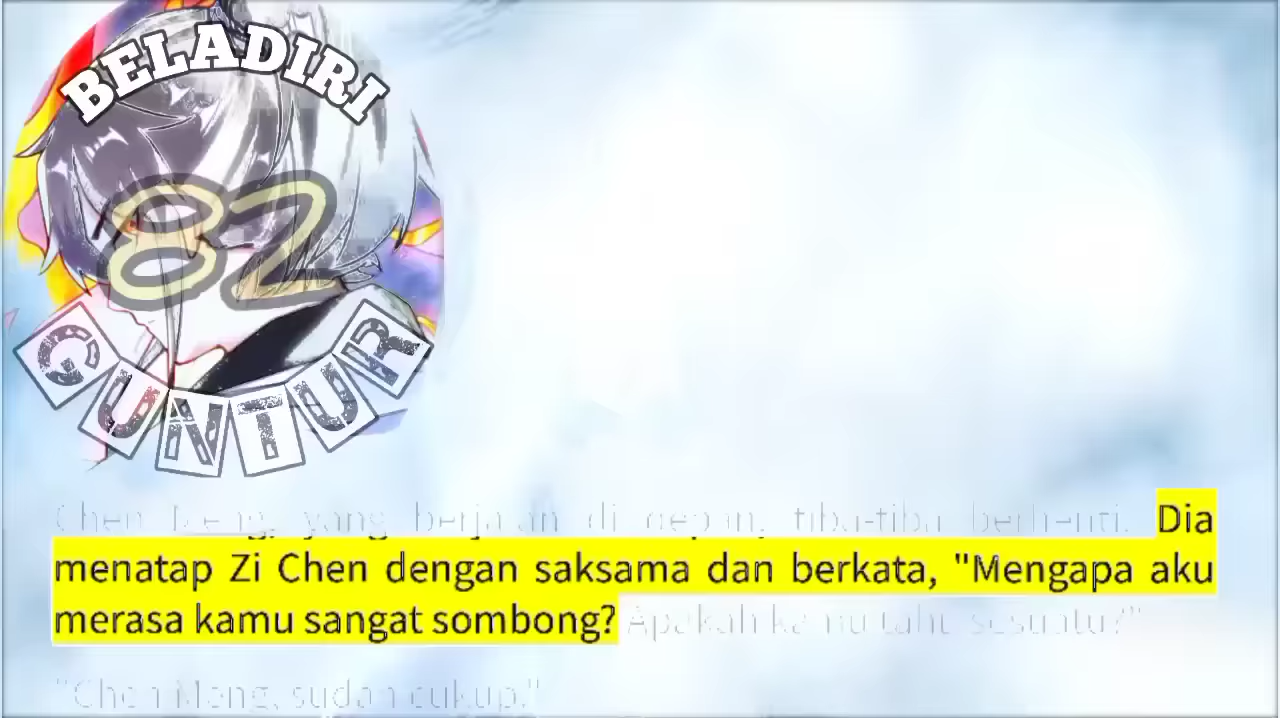 BELADIRI
82
GUNTUR
Chen Meng, yang berjalan di depan, tiba-tiba berhenti. Dia
menatap Zi Chen dengan saksama dan berkata, "Mengapa aku
merasa kamu sangat sombong? Apakah kamu tahu sesuatu?"
"Chen Meng, sudah cukup."